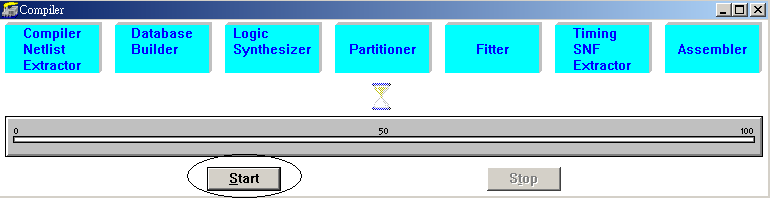 Compiler
Compiler
Netlist
Extractor
Database
Builder
Logic
Synthesizer
Partitioner
Fitter
Timing
SNF
Extractor
Assembler
0 50 100
Start Stop